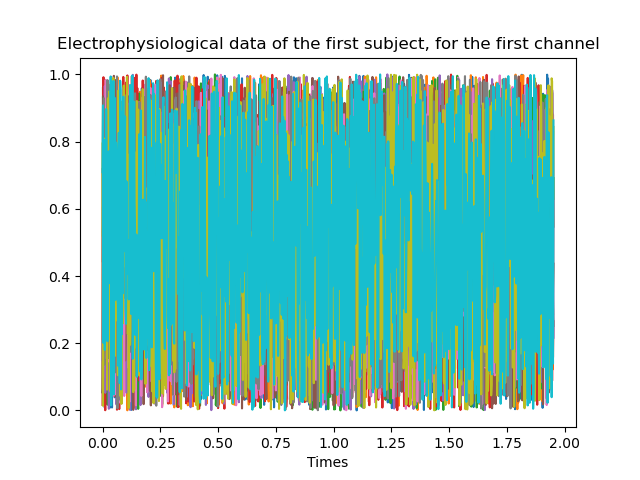 Electrophysiological data of the first subject, for the first channel
1.0
0.8
0.6
0.4
0.2
0.0
0.00 0.25 0.50 0.75 1.00 1.25 1.50 1.75 2.00
Times